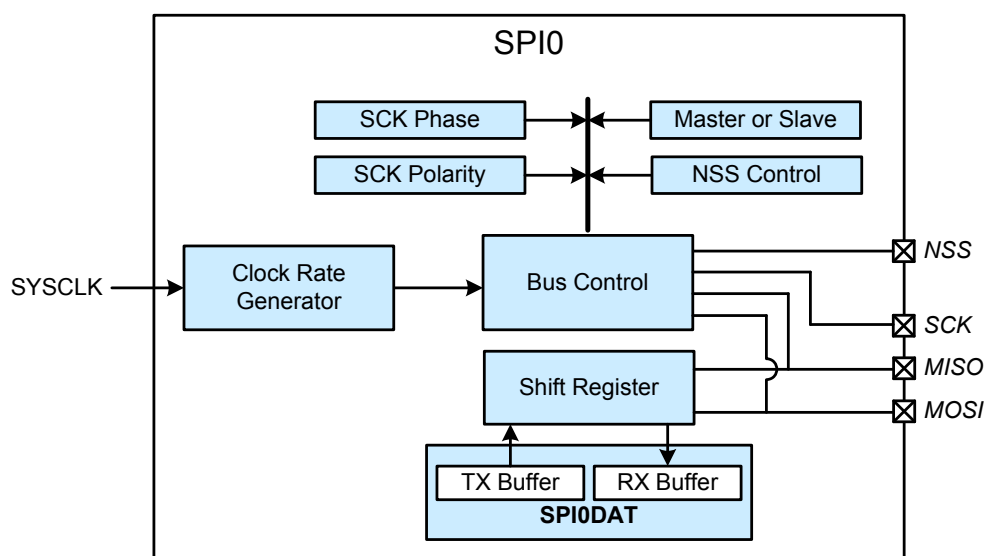 SPI0
SCK Phase
Master or Slave
SCK Polarity
NSS Control
NSS
SYSCLK
Clock Rate
Generator
Bus Control
SCK
MISO
Shift Register
MOSI
TX Buffer
RX Buffer
SPI0DAT